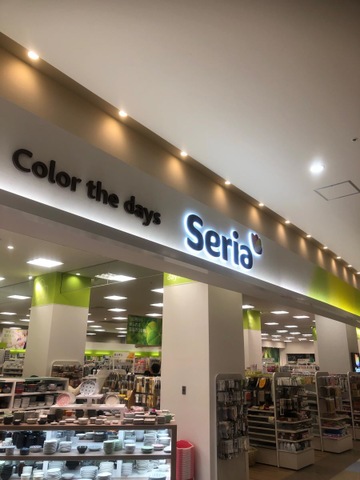 Color the days
Seria